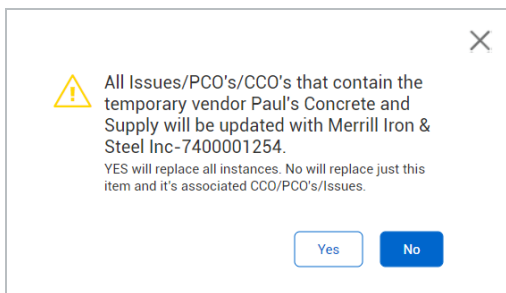 All Issues/PCO's/CCO's that contain the
temporary vendor Paul's Concrete and
Supply will be updated with Merrill Iron &
Steel Inc-7400001254.
YES will replace all instances. No will replace just this
item and it's associated CCO/PCO's/Issues.
Yes
No